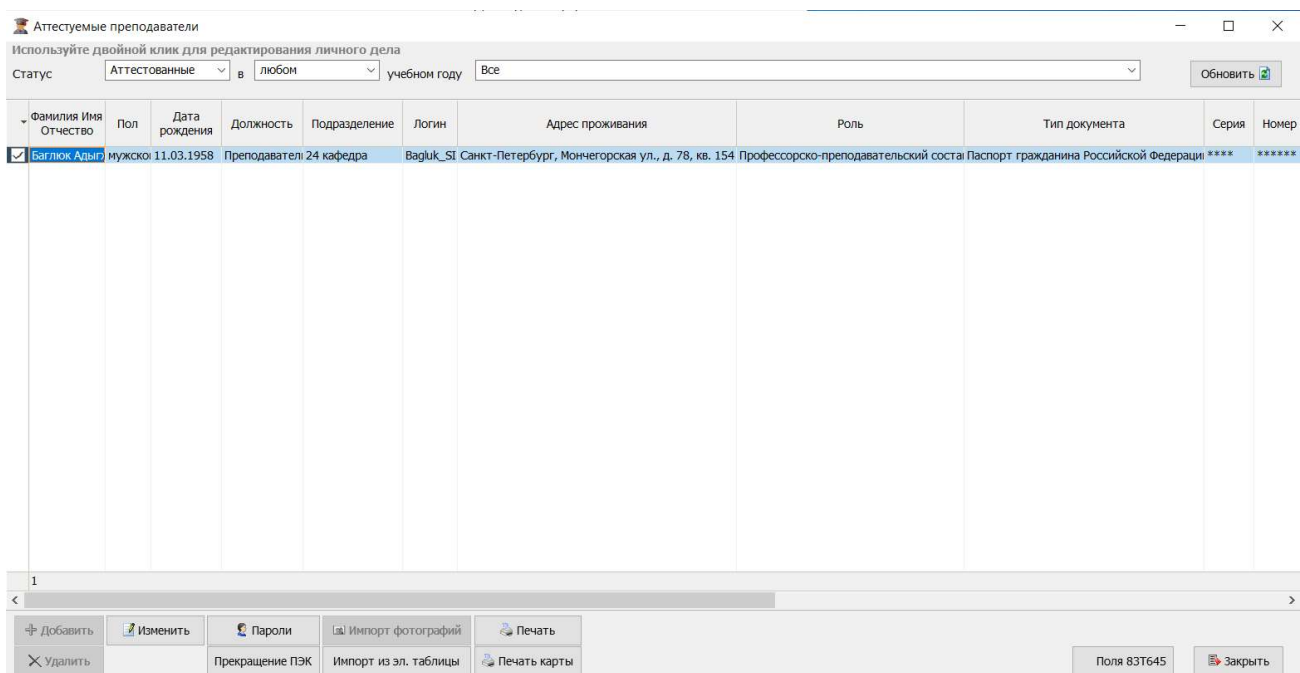 Аттестуемые преподаватели
Используйте двойной клик для редактирования личного дела
Статус Аттестованные в любом учебном году Все Обновить
Фамилия Имя Отчество Пол Дата рождения Должность Подразделение Логин Адрес проживания Роль Тип документа Серия Номер
Баглюк Адыг мужско 11.03.1958 Преподавател 24 кафедра Bagluk_SI Санкт-Петербург, Мончегорская ул., д. 78, кв. 154 Профессорско-преподавательский соста Паспорт гражданина Российской Федераци **** ******
1
Добавить Изменить Пароли Импорт фотографий Печать
Удалить Прекращение ПЭК Импорт из эл. таблицы Печать карты Поля 83Т645 Закрыть